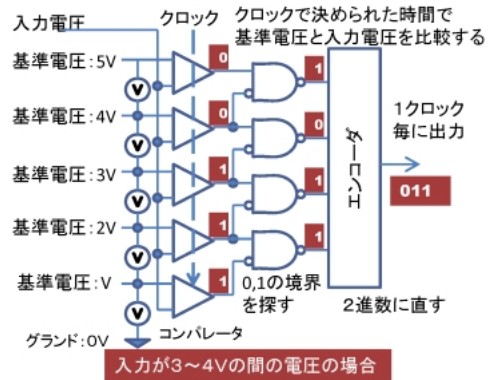 入力電圧
クロック
クロックで決められた時間で
基準電圧と入力電圧を比較する
基準電圧:5V
0
1
V
基準電圧:4V
0
0
V
基準電圧:3V
1
1
V
基準電圧:2V
1
1
V
基準電圧:V
1
V
エンコーダ
1クロック
毎に出力
011
0,1の境界
を探す
2進数に直す
グランド:0V
コンパレータ
入力が3～4Vの間の電圧の場合